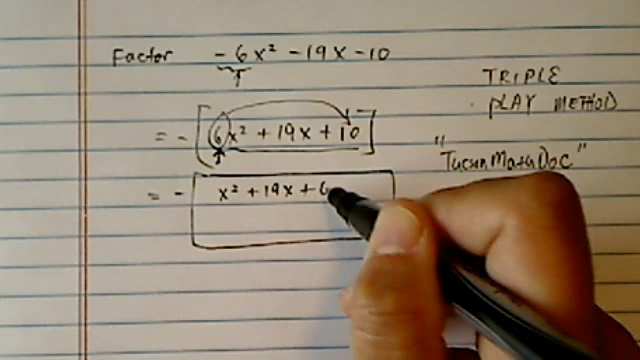 Factor -6x² -19x -10
= -[6x² + 19x + 10]
= - x² + 19x + 6
TRIPLE
PLAY METHOD
"TucsonMathDoc"